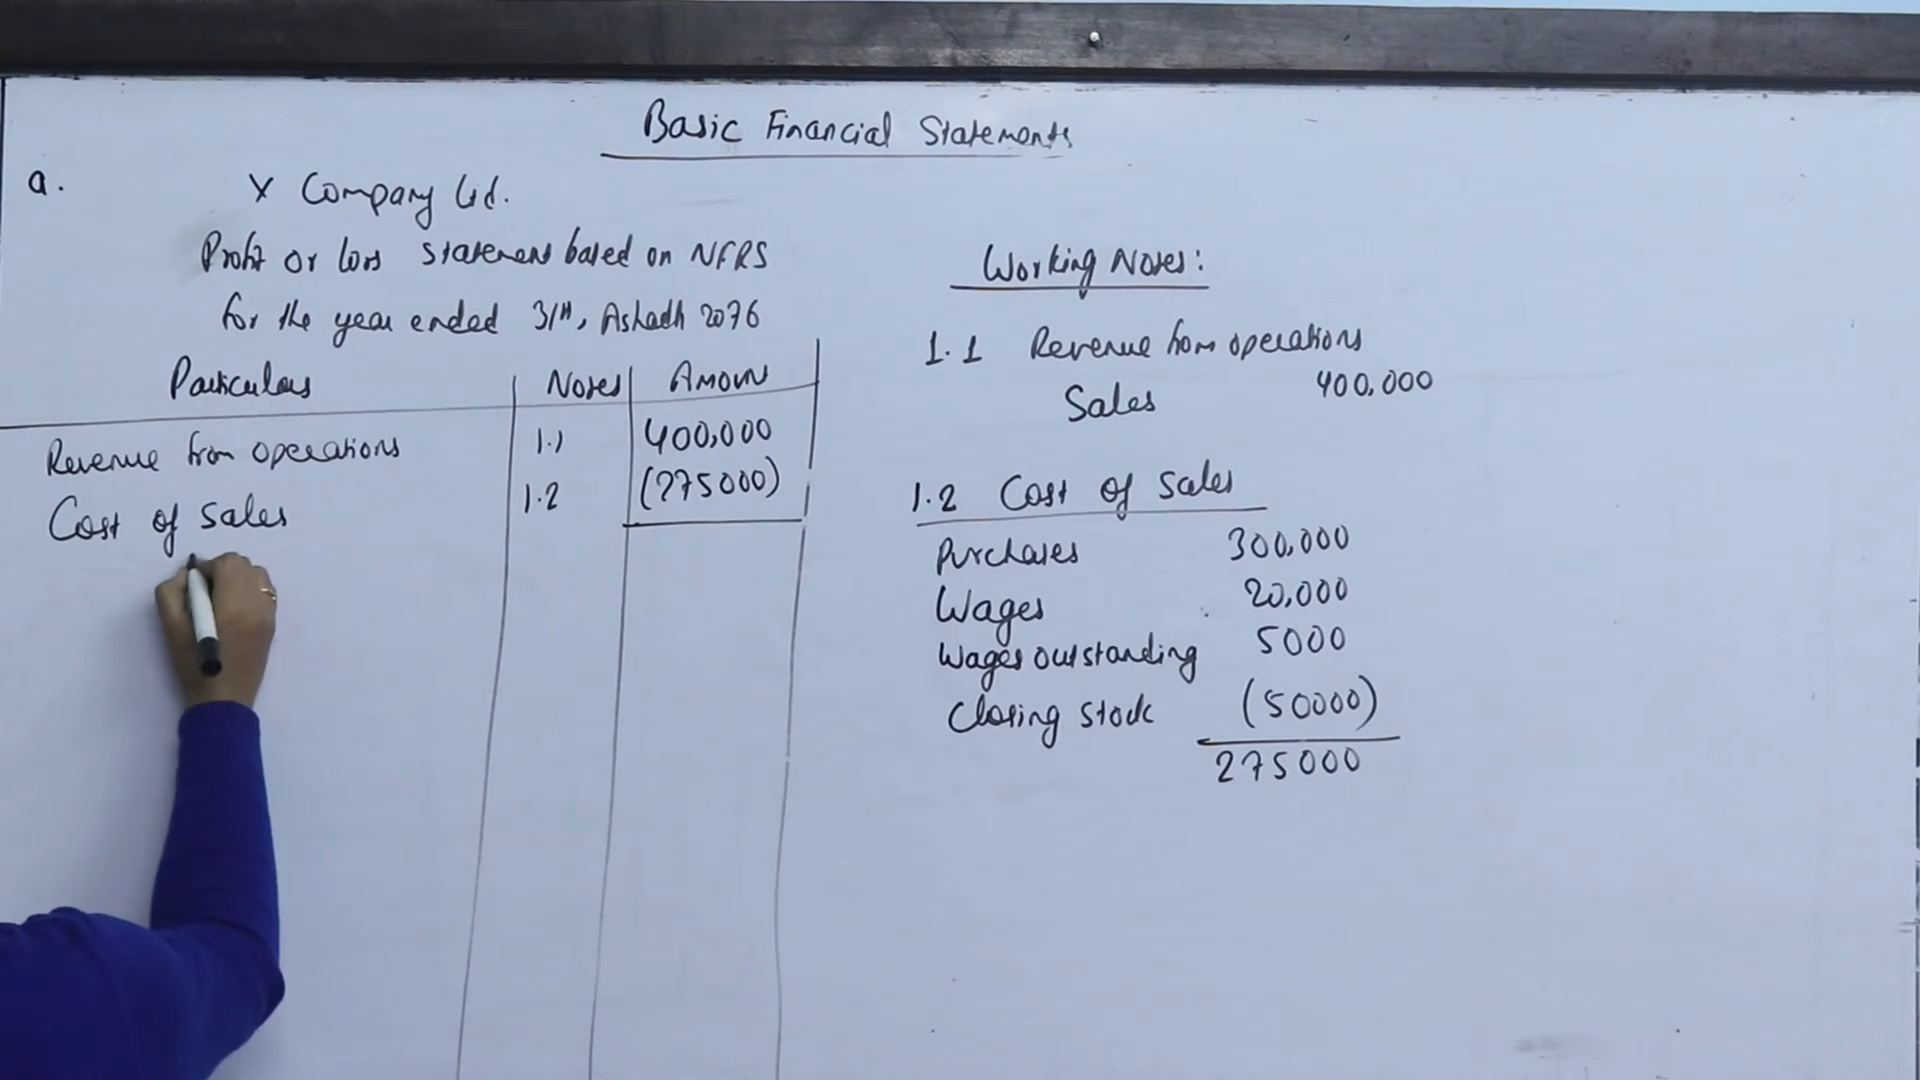 Basic Financial Statements
a.
X Company Ltd.
Profit or loss statement based on NFRS
for the year ended 31st, Ashadh 2076
Particulars Notes Amount
Revenue from operations 1.1 400,000
Cost of sales 1.2 (275000)
Working Notes:
1.1 Revenue from operations
Sales 400,000
1.2 Cost of sales
Purchases 300,000
Wages 20,000
Wages outstanding 5000
Closing stock (50000)
275000